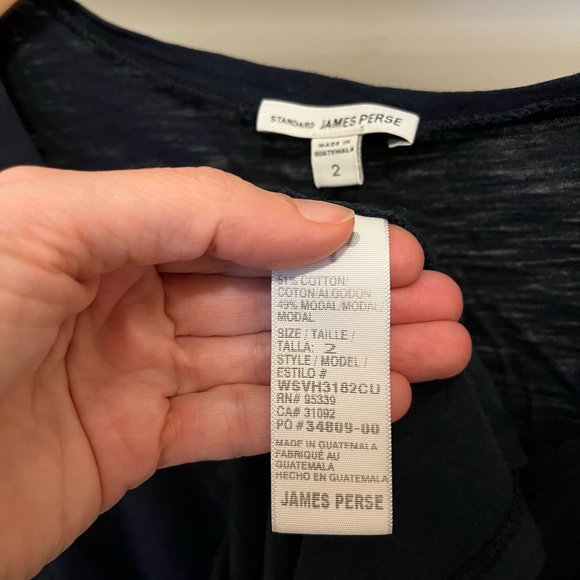 STANDARD JAMES PERSE
MADE IN
GUATEMALA
2
51% COTTON/
COTON/ALGODON
49% MODAL/MODAL/
MODAL
SIZE / TAILLE /
TALLA: 2
STYLE / MODEL /
ESTILO #
WSVH3182CU
RN# 95339
CA# 31092
PO #34809-00
MADE IN GUATEMALA
FABRIQUÉ AU
GUATEMALA
HECHO EN GUATEMALA
JAMES PERSE